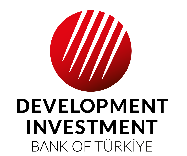 DEVELOPMENT
INVESTMENT
BANK OF TÜRKİYE